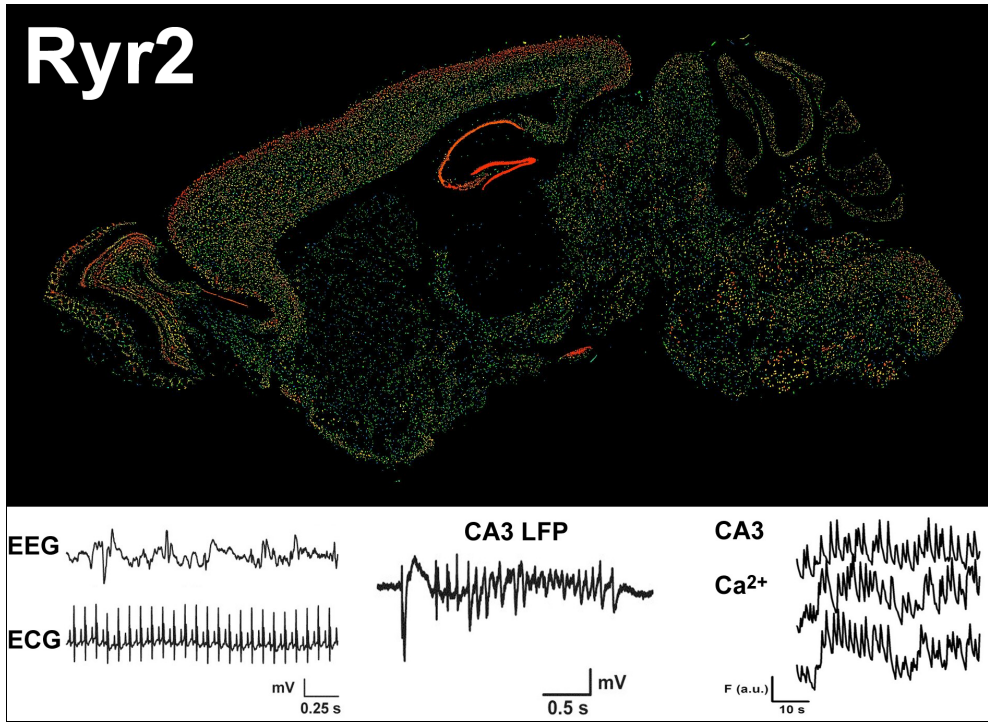 Ryr2
EEG
ECG
mV
0.25 s
CA3 LFP
mV
0.5 s
CA3
Ca²⁺
F (a.u.)
10 s